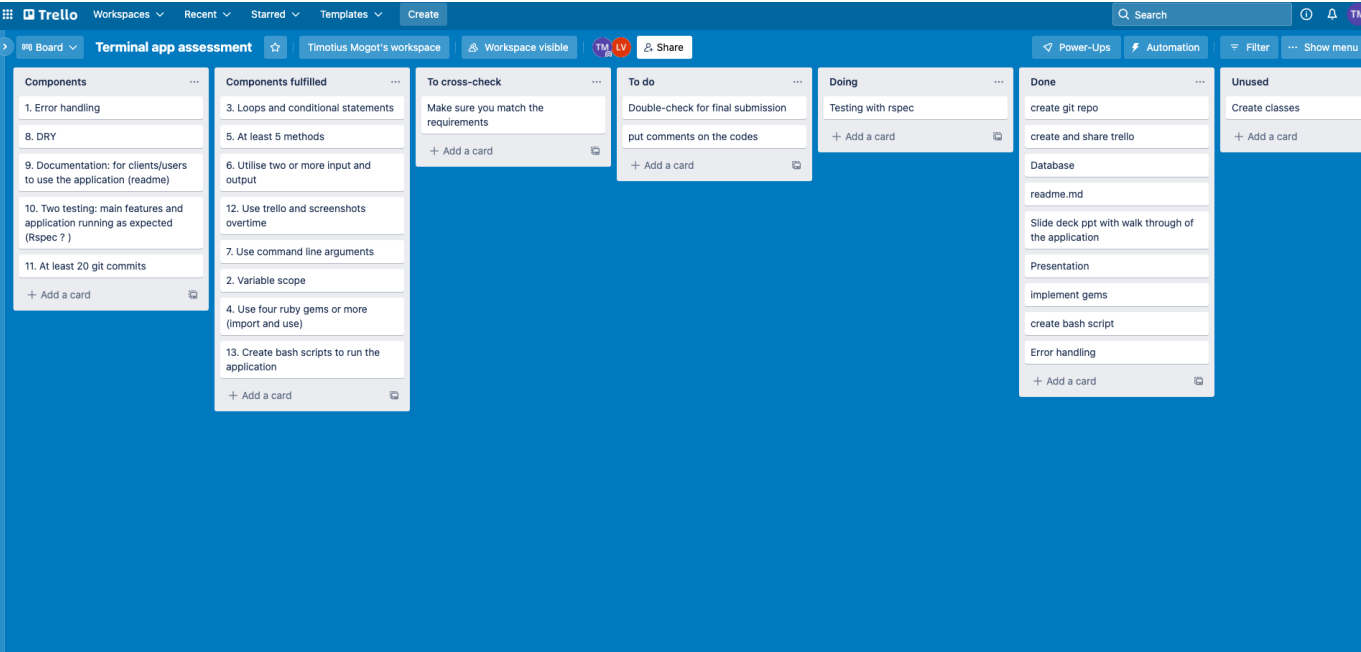 Trello
Workspaces
Recent
Starred
Templates
Create
Search
Board
Terminal app assessment
Timotius Mogot's workspace
Workspace visible
TM
LV
Share
Power-Ups
Automation
Filter
··· Show menu
Components
1. Error handling
8. DRY
9. Documentation: for clients/users
to use the application (readme)
10. Two testing: main features and
application running as expected
(Rspec ? )
11. At least 20 git commits
+ Add a card
Components fulfilled
3. Loops and conditional statements
5. At least 5 methods
6. Utilise two or more input and
output
12. Use trello and screenshots
overtime
7. Use command line arguments
2. Variable scope
4. Use four ruby gems or more
(import and use)
13. Create bash scripts to run the
application
+ Add a card
To cross-check
Make sure you match the
requirements
+ Add a card
To do
Double-check for final submission
put comments on the codes
+ Add a card
Doing
Testing with rspec
+ Add a card
Done
create git repo
create and share trello
Database
readme.md
Slide deck ppt with walk through of
the application
Presentation
implement gems
create bash script
Error handling
+ Add a card
Unused
Create classes
+ Add a card